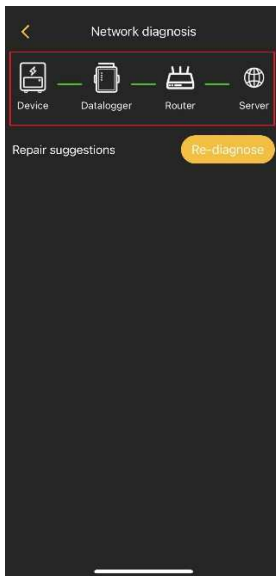 Network diagnosis
Device Datalogger Router Server
Repair suggestions Re-diagnose